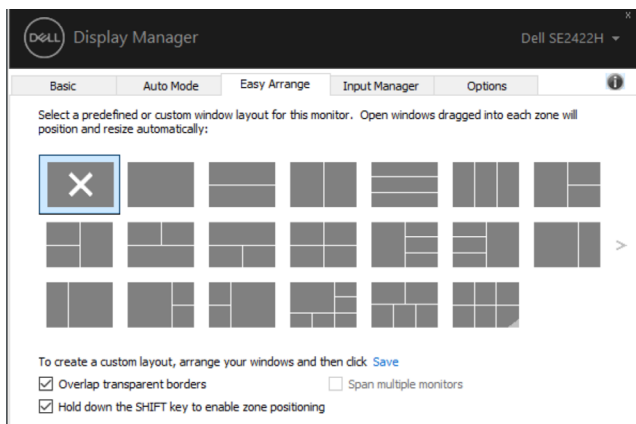 x
DELL Display Manager
Dell SE2422H
Basic Auto Mode Easy Arrange Input Manager Options i
Select a predefined or custom window layout for this monitor. Open windows dragged into each zone will
position and resize automatically:
>
To create a custom layout, arrange your windows and then click Save
Overlap transparent borders Span multiple monitors
Hold down the SHIFT key to enable zone positioning